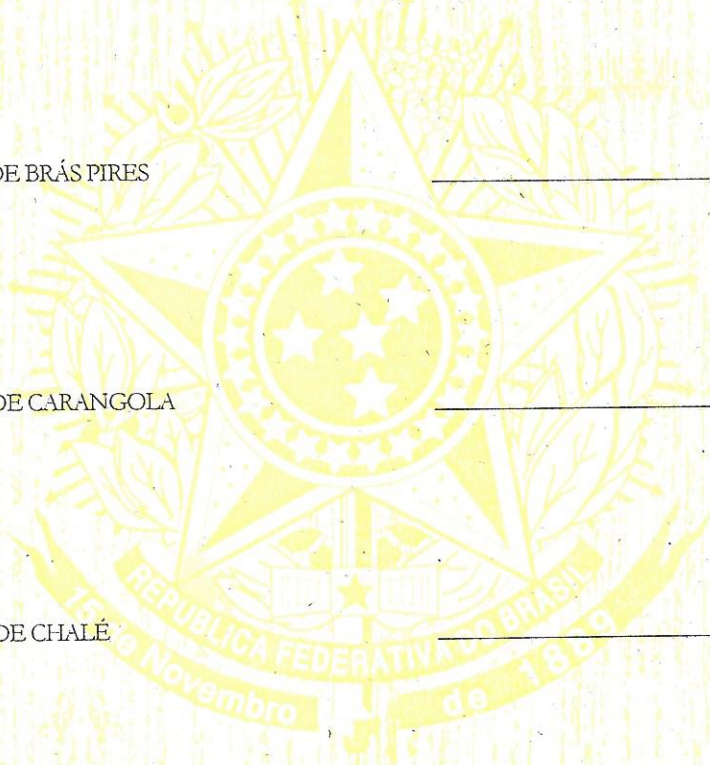 DE BRÁS PIRES
DE CARANGOLA
DE CHALÉ
REPUBLICA FEDERATIVA DO BRASIL
15 de Novembro de 1889